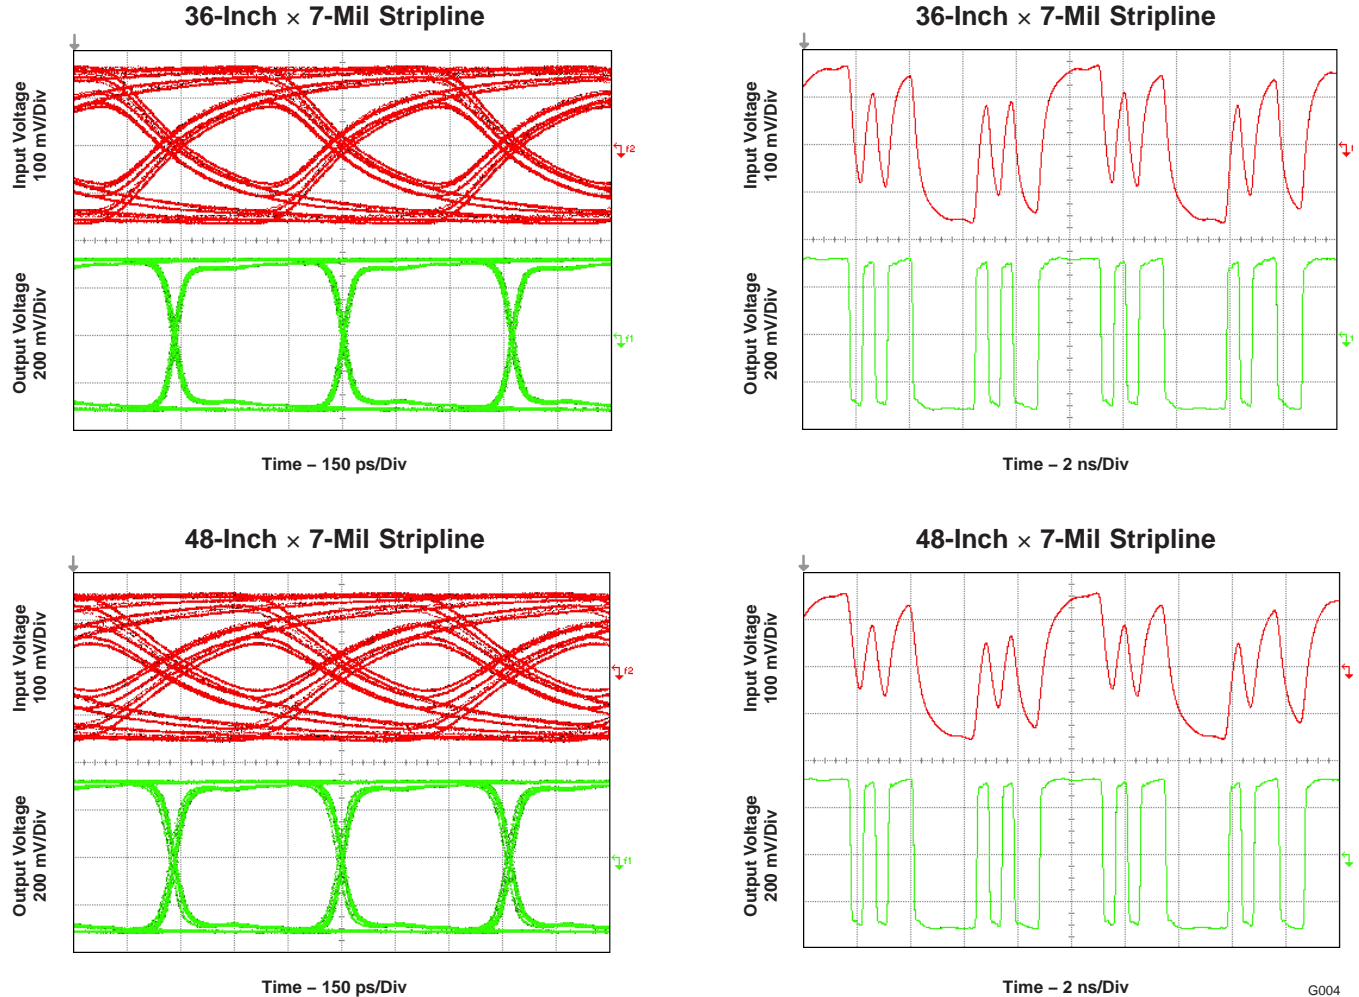 36-Inch × 7-Mil Stripline
36-Inch × 7-Mil Stripline
Input Voltage
100 mV/Div
f2
Output Voltage
200 mV/Div
f1
Time – 150 ps/Div
Input Voltage
100 mV/Div
Output Voltage
200 mV/Div
Time – 2 ns/Div
48-Inch × 7-Mil Stripline
48-Inch × 7-Mil Stripline
Input Voltage
100 mV/Div
f2
Output Voltage
200 mV/Div
f1
Time – 150 ps/Div
Input Voltage
100 mV/Div
Output Voltage
200 mV/Div
Time – 2 ns/Div
G004